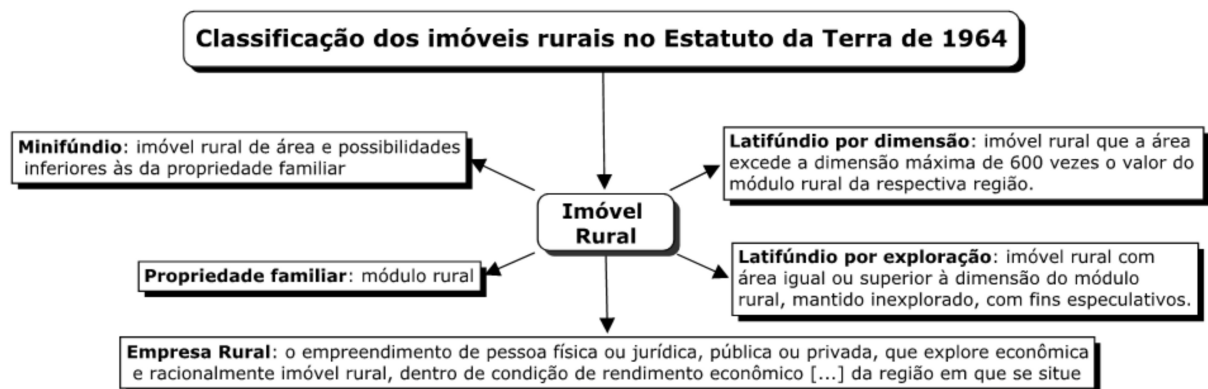 Classificação dos imóveis rurais no Estatuto da Terra de 1964
Minifúndio: imóvel rural de área e possibilidades
inferiores às da propriedade familiar
Latifúndio por dimensão: imóvel rural que a área
excede a dimensão máxima de 600 vezes o valor do
módulo rural da respectiva região.
Imóvel
Rural
Propriedade familiar: módulo rural
Latifúndio por exploração: imóvel rural com
área igual ou superior à dimensão do módulo
rural, mantido inexplorado, com fins especulativos.
Empresa Rural: o empreendimento de pessoa física ou jurídica, pública ou privada, que explore econômica
e racionalmente imóvel rural, dentro de condição de rendimento econômico [...] da região em que se situe